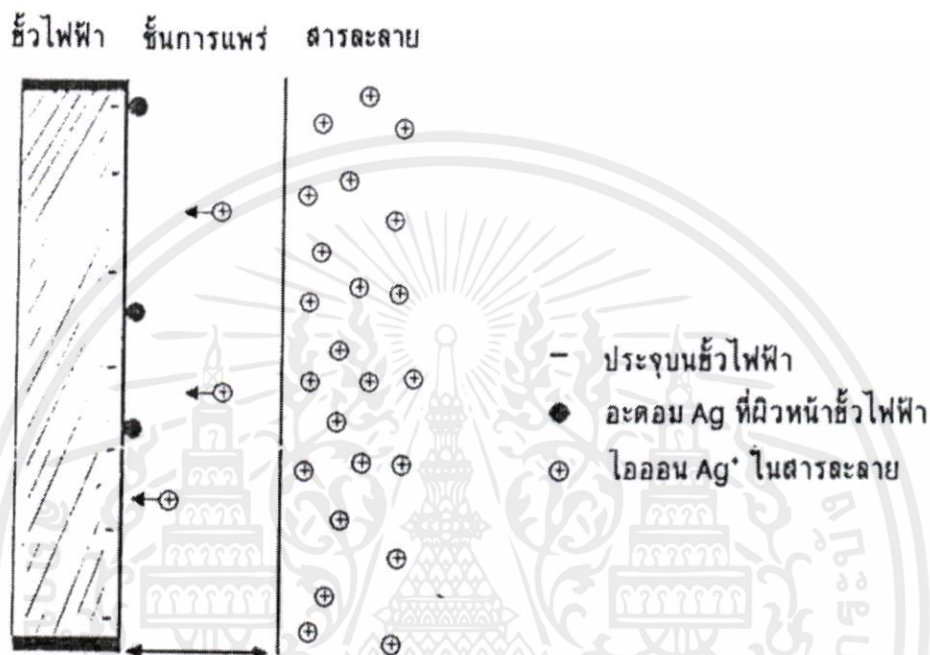 ฮั้วไฟฟ้า ชั้นการแพร่ สารละลาย
− ประจุบนฮั้วไฟฟ้า
● อะตอม Ag ที่ผิวหน้าฮั้วไฟฟ้า
⊕ ไอออน Ag⁺ ในสารละลาย